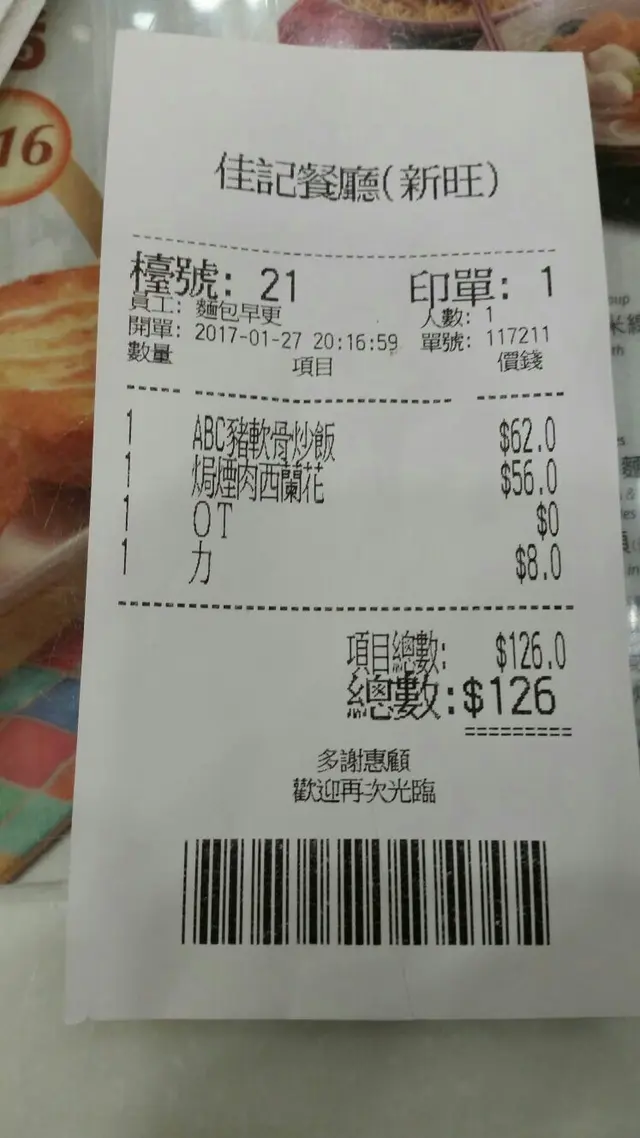 16
佳記餐廳(新旺)
檯號: 21 印單: 1
員工: 麵包早更 人數: 1
開單: 2017-01-27 20:16:59 單號: 117211
數量 項目 價錢
1 ABC豬軟骨炒飯 $62.0
1 焗煙肉西蘭花 $56.0
1 OT $0
1 力 $8.0
項目總數: $126.0
總數:$126
=========
多謝惠顧
歡迎再次光臨